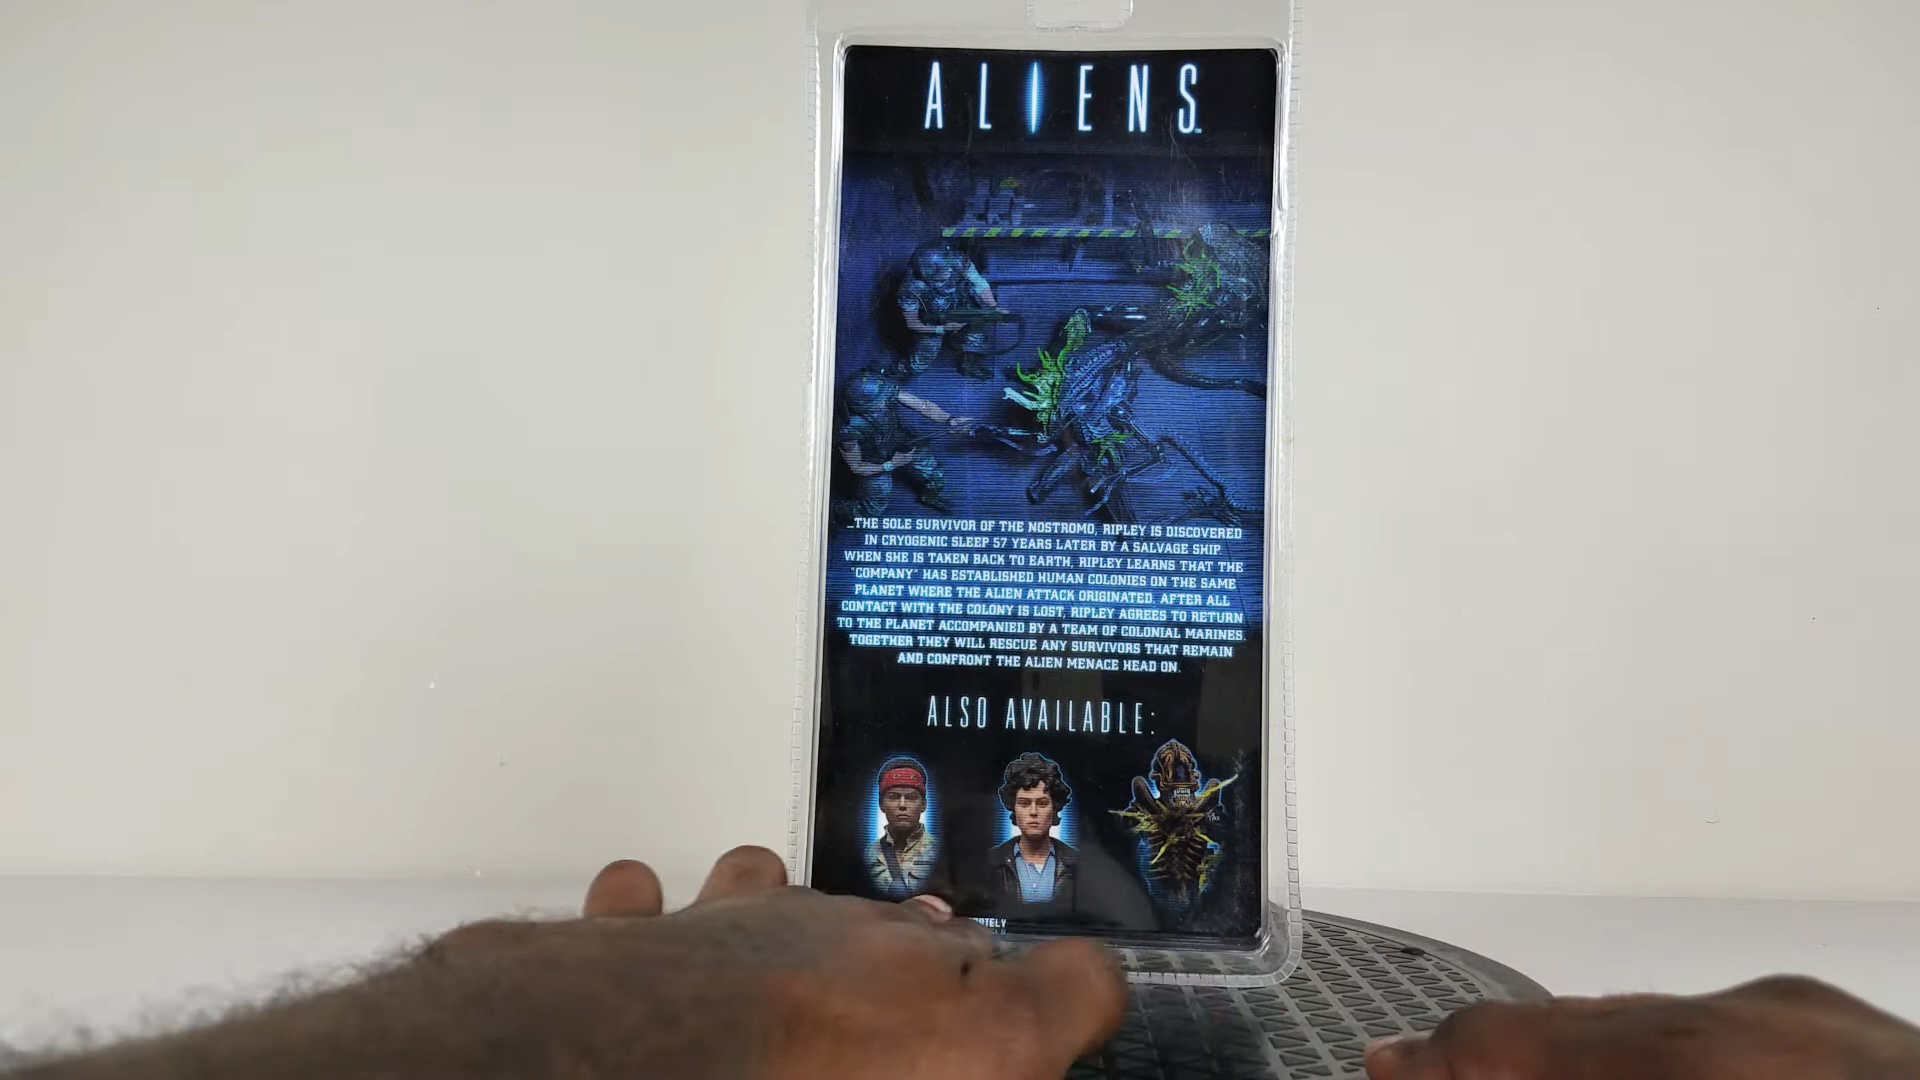 ALIENS™
...THE SOLE SURVIVOR OF THE NOSTROMO, RIPLEY IS DISCOVERED
IN CRYOGENIC SLEEP 57 YEARS LATER BY A SALVAGE SHIP.
WHEN SHE IS TAKEN BACK TO EARTH, RIPLEY LEARNS THAT THE
"COMPANY" HAS ESTABLISHED HUMAN COLONIES ON THE SAME
PLANET WHERE THE ALIEN ATTACK ORIGINATED. AFTER ALL
CONTACT WITH THE COLONY IS LOST, RIPLEY AGREES TO RETURN
TO THE PLANET ACCOMPANIED BY A TEAM OF COLONIAL MARINES.
TOGETHER THEY WILL RESCUE ANY SURVIVORS THAT REMAIN
AND CONFRONT THE ALIEN MENACE HEAD ON.
ALSO AVAILABLE: